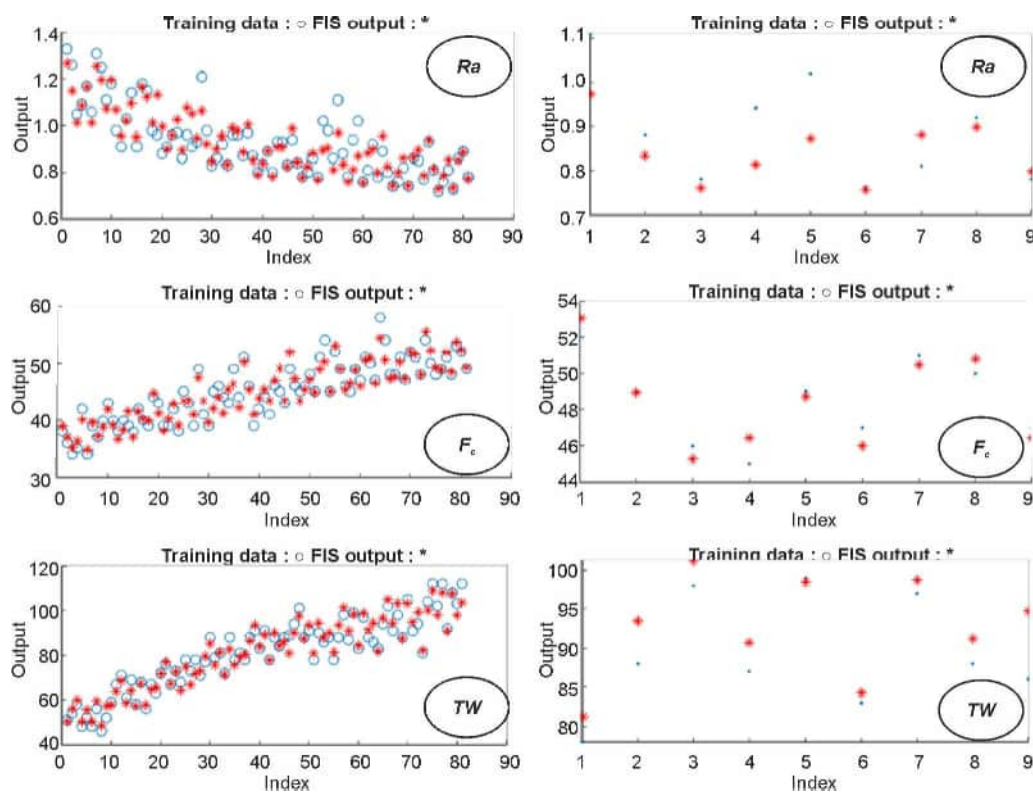 Training data : ○ FIS output : *
1.4
1.2
1.0
0.8
0.6
Output
Ra
0 10 20 30 40 50 60 70 80 90
Index
Training data : ○ FIS output : *
1.1
1.0
0.9
0.8
0.7
Output
Ra
1 2 3 4 5 6 7 8 9
Index
Training data : ○ FIS output : *
60
50
40
30
Output
Fc
0 10 20 30 40 50 60 70 80 90
Index
Training data : ○ FIS output : *
54
52
50
48
46
44
Output
Fc
1 2 3 4 5 6 7 8 9
Index
Training data : ○ FIS output : *
120
100
80
60
40
Output
TW
0 10 20 30 40 50 60 70 80 90
Index
Training data : ○ FIS output : *
100
95
90
85
80
Output
TW
1 2 3 4 5 6 7 8 9
Index